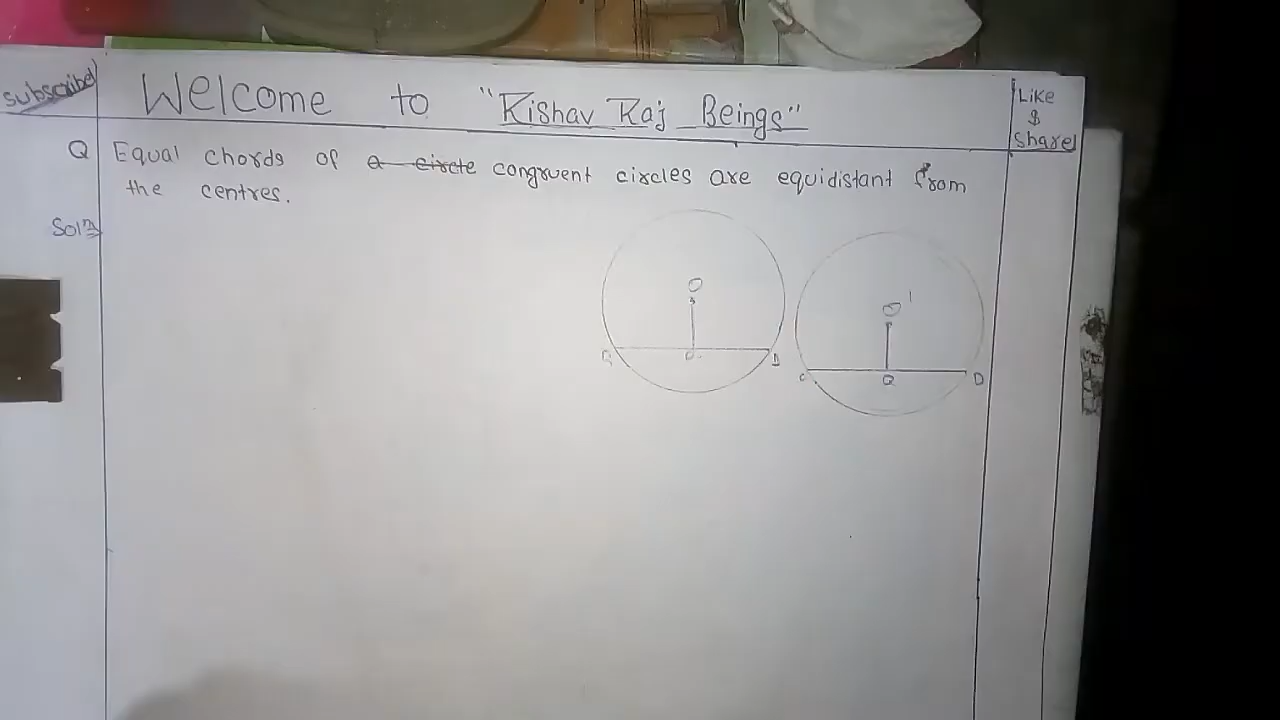 Subscribe!
Welcome to "Rishav Raj Beings"
Like
$
Share!
Q Equal chords of a circle congruent circles are equidistant from
the centres.
Solⁿ
O
O'
B
C
Q
D